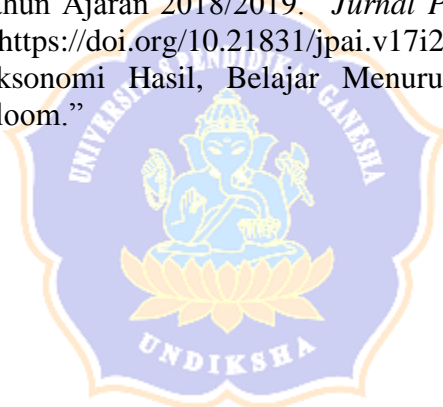 ahun Ajaran 2018/2019." Jurnal P
https://doi.org/10.21831/jpai.v17i2
ksonomi Hasil, Belajar Menuru
loom.”
UNIVERSITAS PENDIDIKAN GANESHA
UNDIKSHA